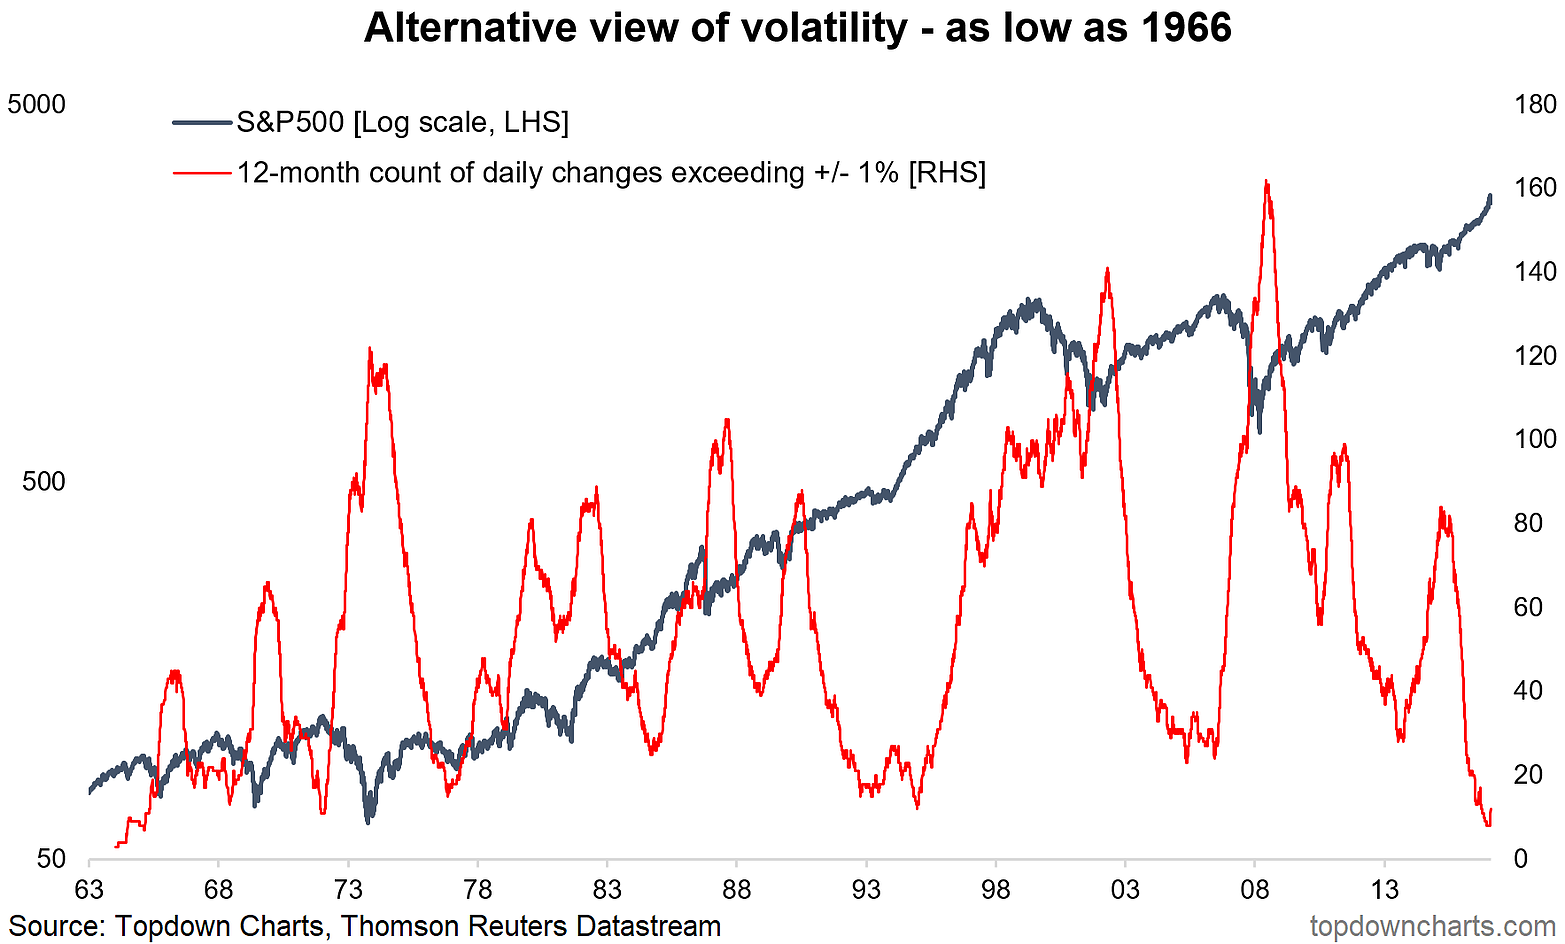 Alternative view of volatility - as low as 1966
S&P500 [Log scale, LHS]
12-month count of daily changes exceeding +/- 1% [RHS]
5000
500
50
180
160
140
120
100
80
60
40
20
0
63 68 73 78 83 88 93 98 03 08 13
Source: Topdown Charts, Thomson Reuters Datastream
topdowncharts.com